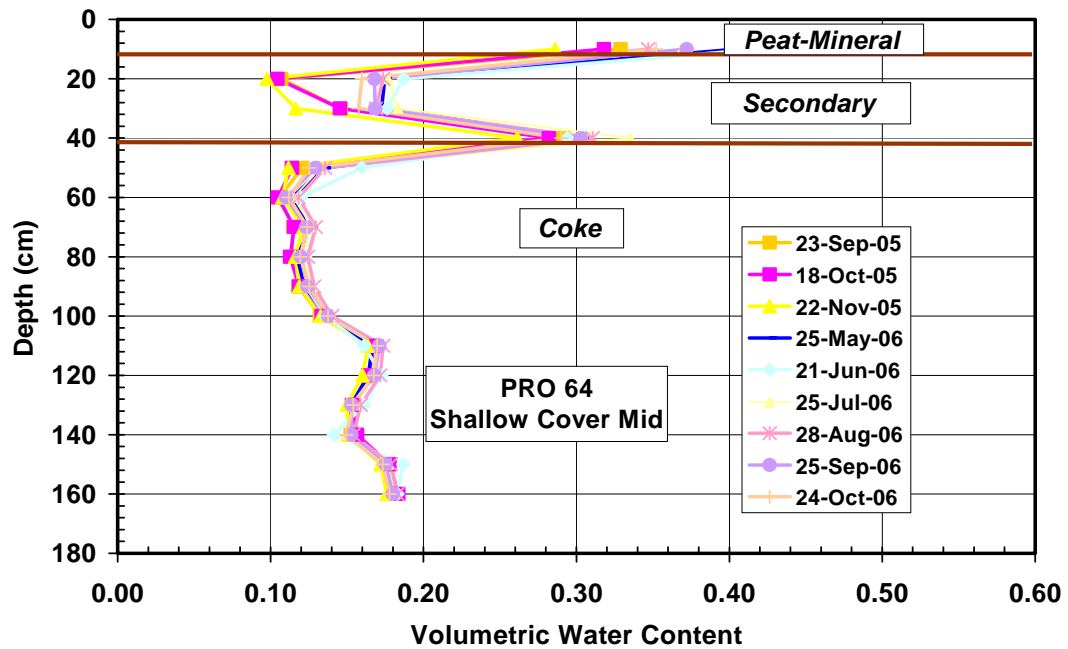 0
20
40
60
80
100
120
140
160
180
Depth (cm)
0.00 0.10 0.20 0.30 0.40 0.50 0.60
Volumetric Water Content
Peat-Mineral
Secondary
Coke
PRO 64
Shallow Cover Mid
23-Sep-05
18-Oct-05
22-Nov-05
25-May-06
21-Jun-06
25-Jul-06
28-Aug-06
25-Sep-06
24-Oct-06